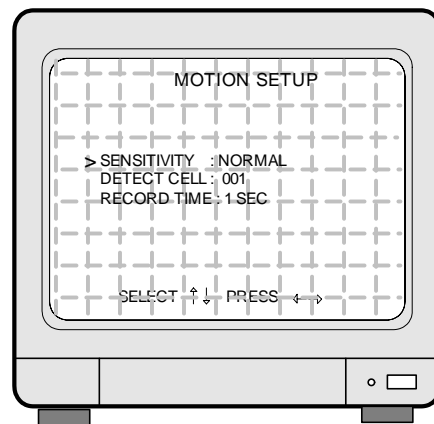 MOTION SETUP
> SENSITIVITY : NORMAL
DETECT CELL : 001
RECORD TIME : 1 SEC
SELECT ↑↓ PRESS ←→